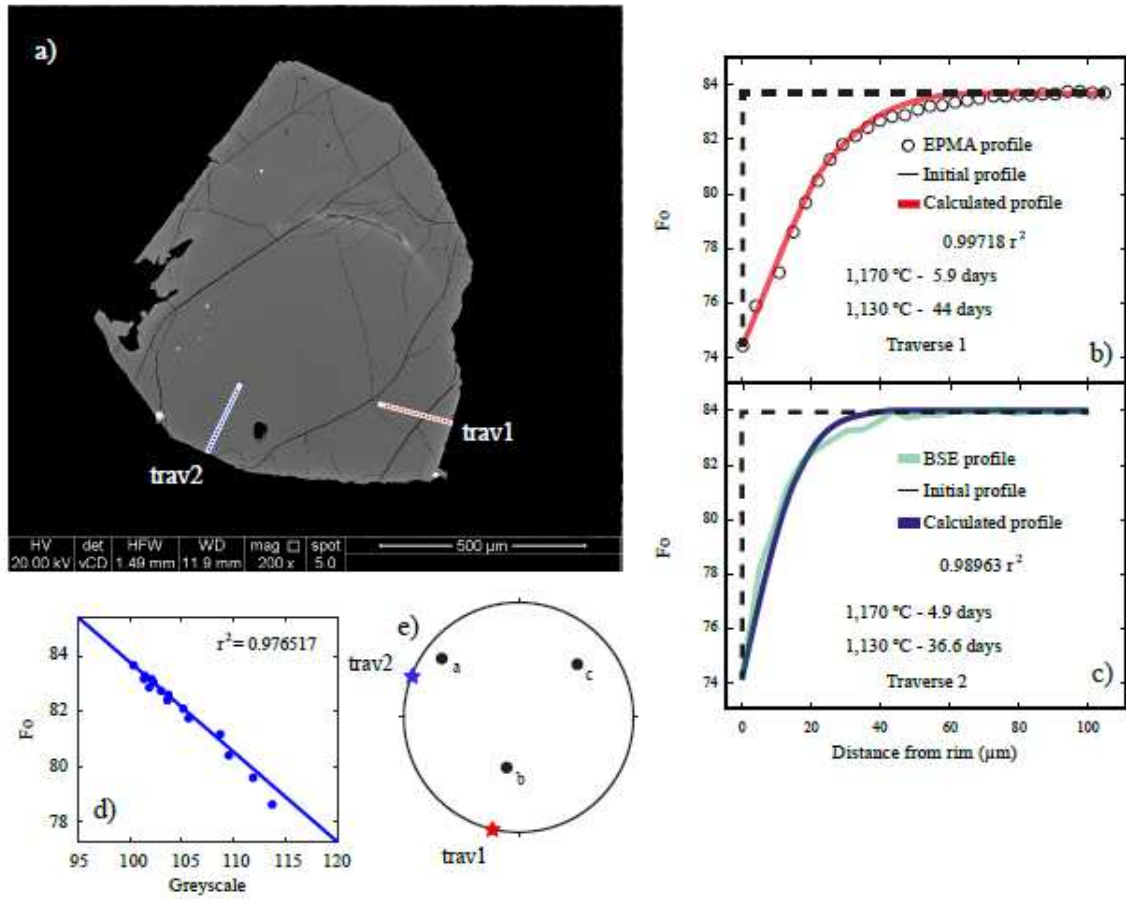 a)
trav1
trav2
HV det HFW WD mag □ spot
20.00 kV vCD 1.49 mm 11.9 mm 200 x 5.0
500 µm
84
82
80
78
76
74
Fo
EPMA profile
Initial profile
Calculated profile
0.99718 r²
1,170 °C - 5.9 days
1,130 °C - 44 days
Traverse 1
b)
84
82
80
78
76
74
Fo
BSE profile
Initial profile
Calculated profile
0.98963 r²
1,170 °C - 4.9 days
1,130 °C - 36.6 days
Traverse 2
c)
0 20 40 60 80 100
Distance from rim (µm)
r² = 0.976517
84
82
80
78
Fo
d)
95 100 105 110 115 120
Greyscale
e)
trav2
a
c
b
trav1